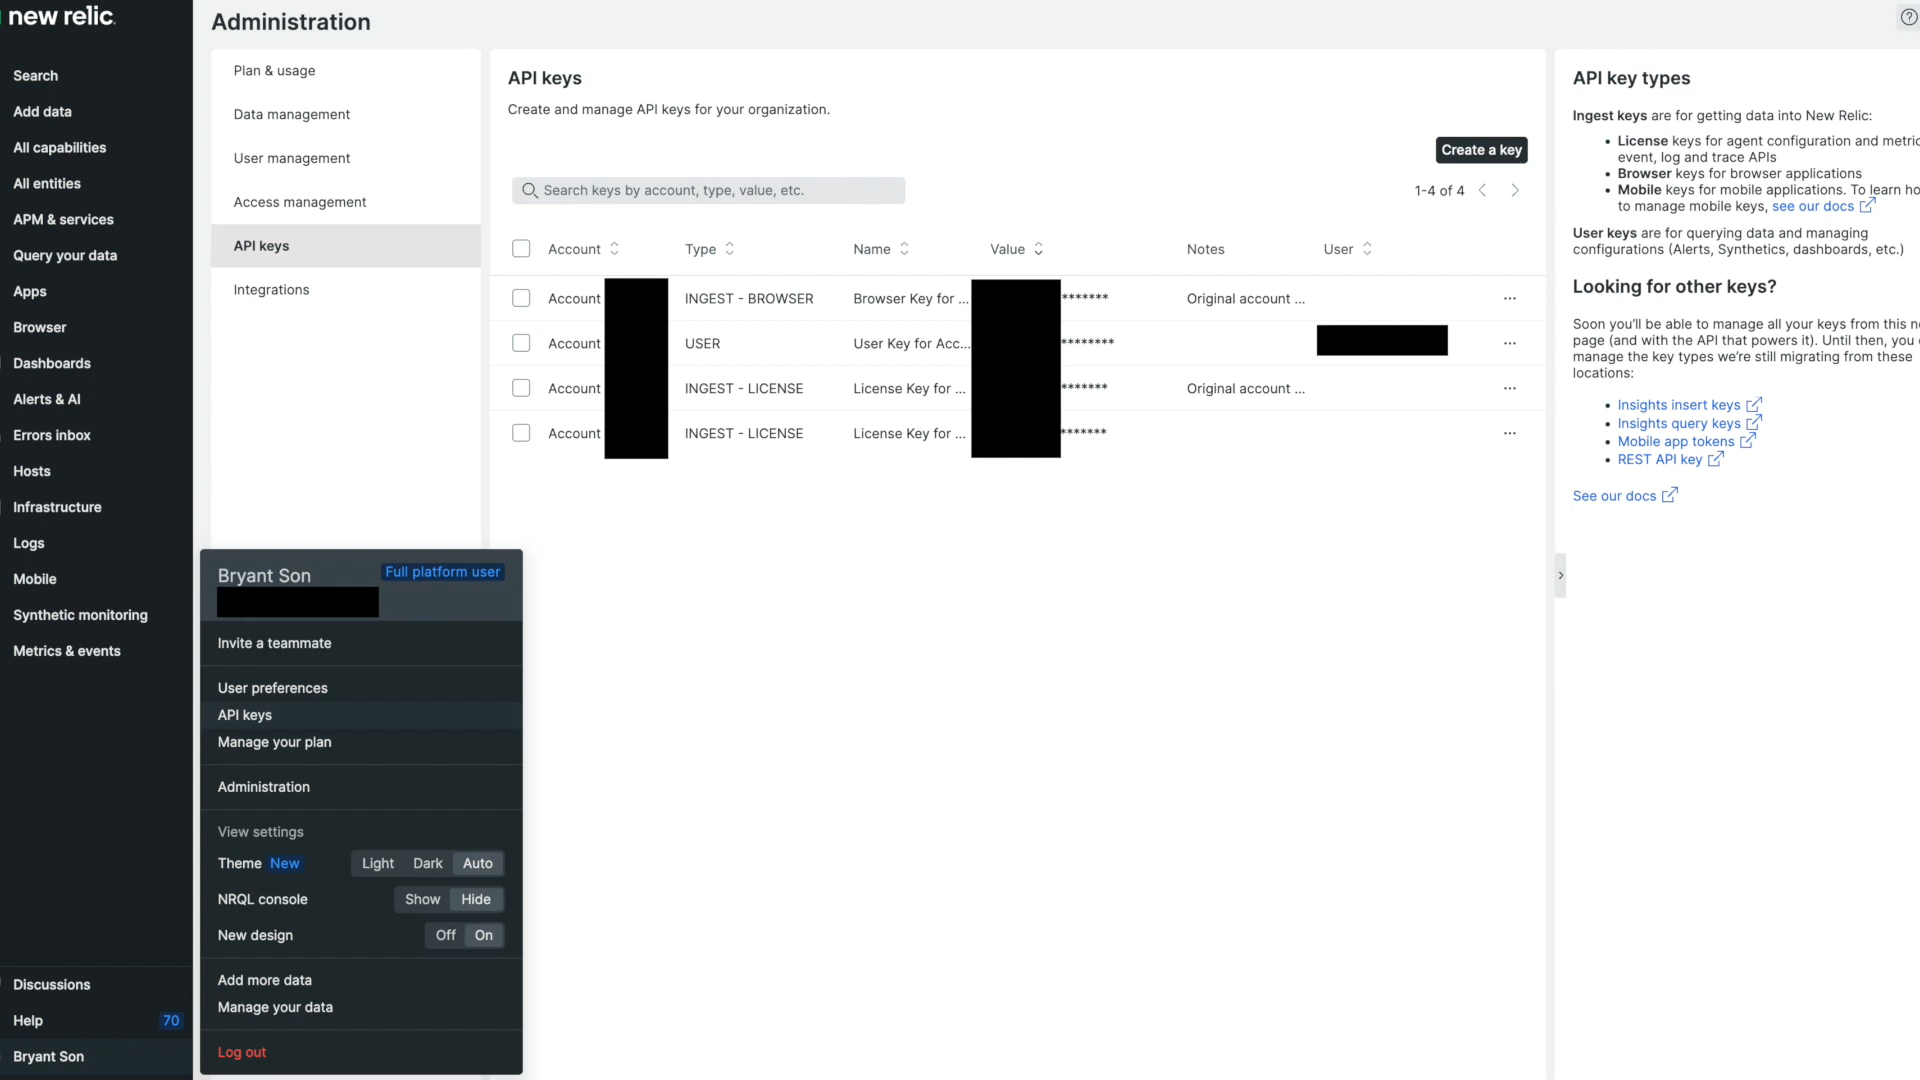 new relic.
Search
Add data
All capabilities
All entities
APM & services
Query your data
Apps
Browser
Dashboards
Alerts & AI
Errors inbox
Hosts
Infrastructure
Logs
Mobile
Synthetic monitoring
Metrics & events
Discussions
Help 70
Bryant Son
Administration
Plan & usage
Data management
User management
Access management
API keys
Integrations
API keys
Create and manage API keys for your organization.
Create a key
Search keys by account, type, value, etc.
1-4 of 4
Account Type Name Value Notes User
Account INGEST - BROWSER Browser Key for ... ******* Original account ... ...
Account USER User Key for Acc... ******** ...
Account INGEST - LICENSE License Key for ... ******* Original account ... ...
Account INGEST - LICENSE License Key for ... ******* ...
Bryant Son Full platform user
Invite a teammate
User preferences
API keys
Manage your plan
Administration
View settings
Theme New Light Dark Auto
NRQL console Show Hide
New design Off On
Add more data
Manage your data
Log out
API key types
Ingest keys are for getting data into New Relic:
• License keys for agent configuration and metric
event, log and trace APIs
• Browser keys for browser applications
• Mobile keys for mobile applications. To learn ho
to manage mobile keys, see our docs
User keys are for querying data and managing
configurations (Alerts, Synthetics, dashboards, etc.)
Looking for other keys?
Soon you'll be able to manage all your keys from this n
page (and with the API that powers it). Until then, you
manage the key types we're still migrating from these
locations:
• Insights insert keys
• Insights query keys
• Mobile app tokens
• REST API key
See our docs